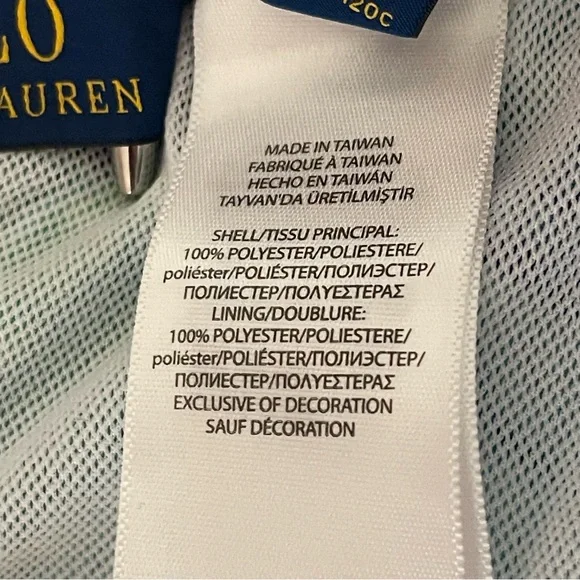 LO
AUREN
120C
MADE IN TAIWAN
FABRIQUÉ À TAIWAN
HECHO EN TAIWÁN
TAYVAN'DA ÜRETİLMİŞTİR
SHELL/TISSU PRINCIPAL:
100% POLYESTER/POLIESTERE/
poliéster/POLIÉSTER/ПОЛИЭСТЕР/
ПОЛИЕСТЕР/ΠΟΛΥΕΣΤΕΡΑΣ
LINING/DOUBLURE:
100% POLYESTER/POLIESTERE/
poliéster/POLIÉSTER/ПОЛИЭСТЕР/
ПОЛИЕСТЕР/ΠΟΛΥΕΣΤΕΡΑΣ
EXCLUSIVE OF DECORATION
SAUF DÉCORATION